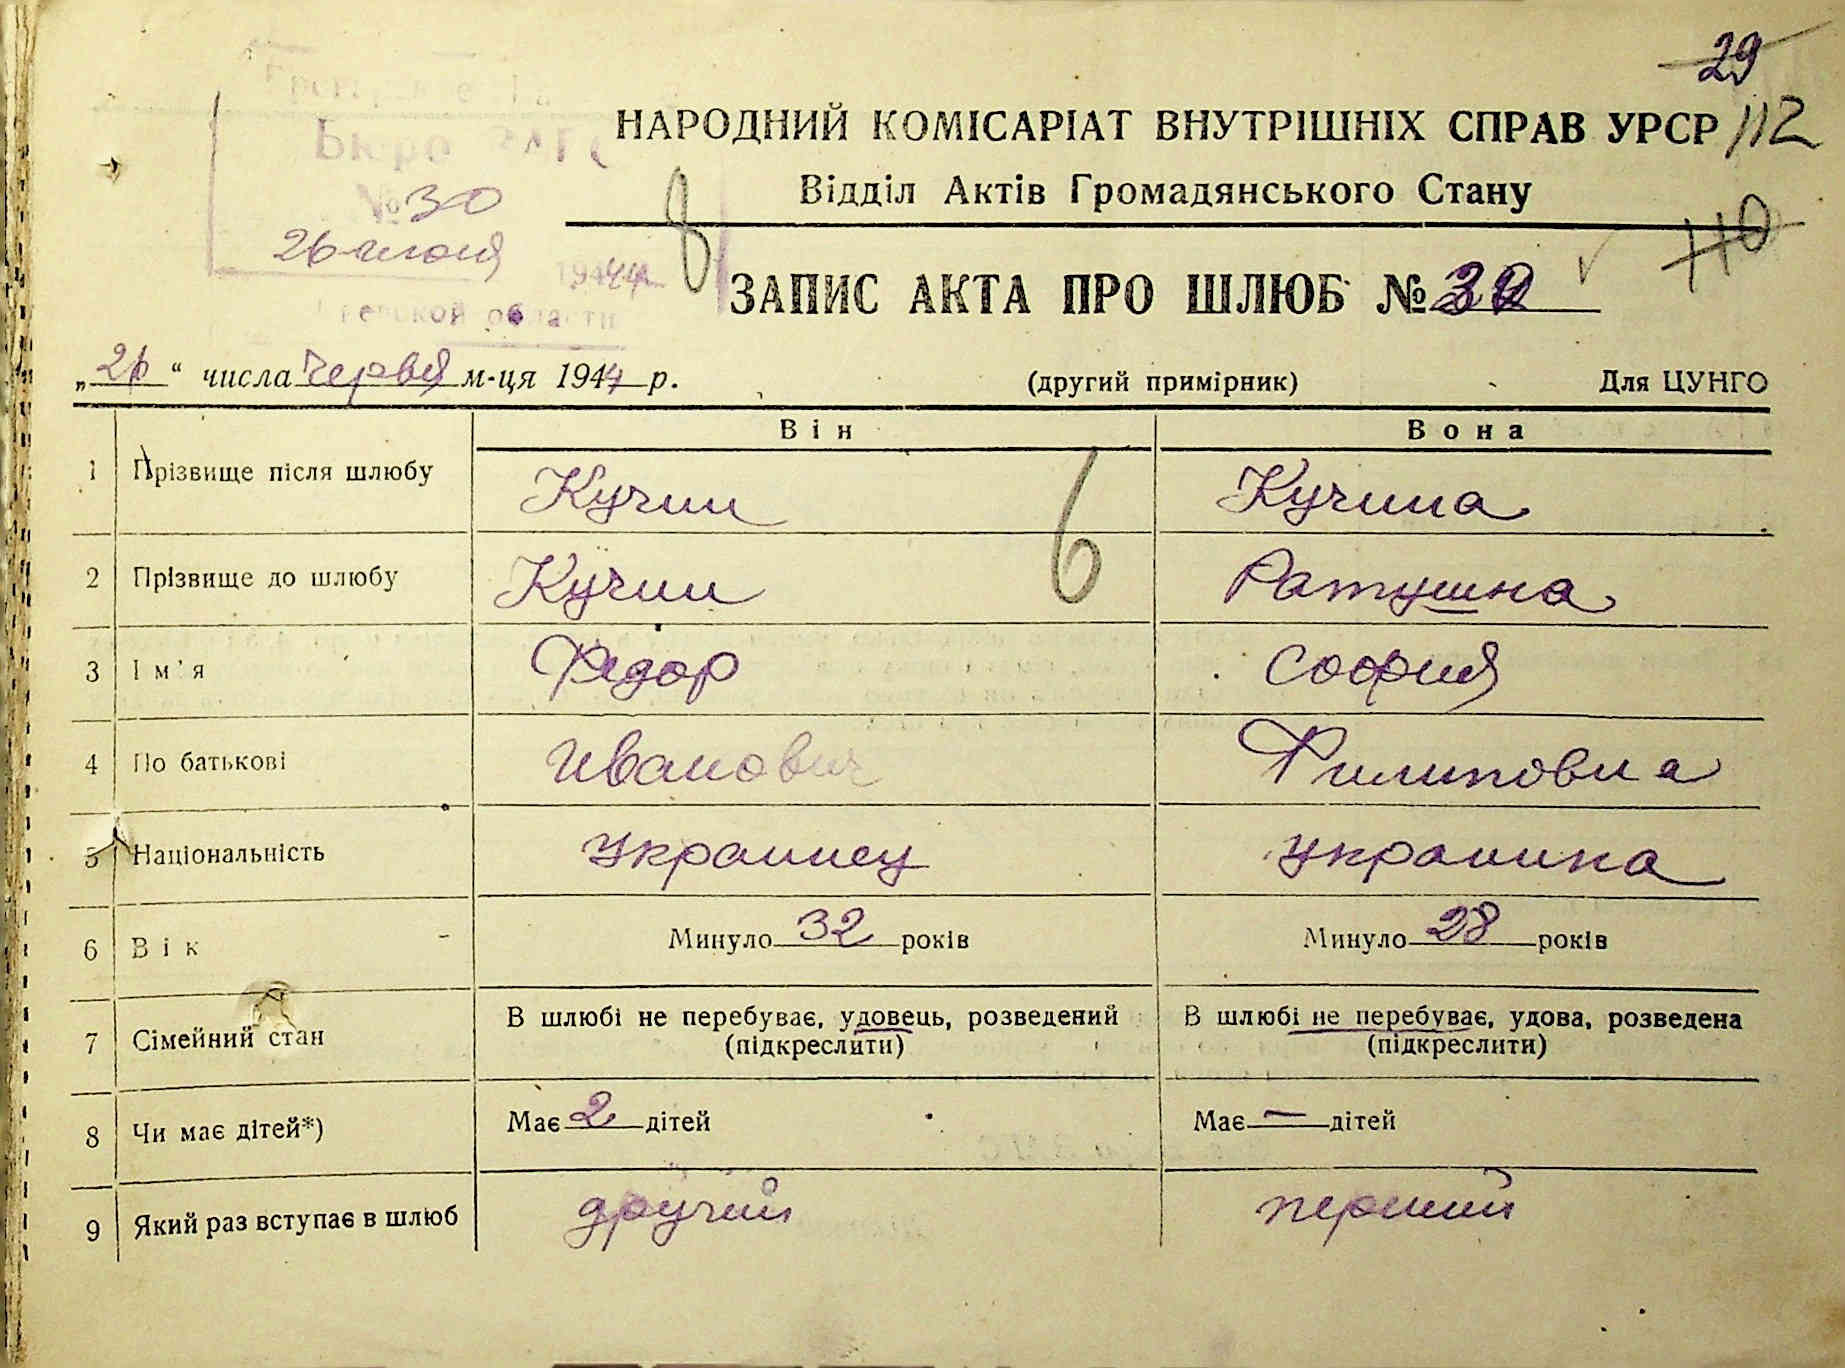 29
НАРОДНИЙ КОМІСАРІАТ ВНУТРІШНІХ СПРАВ УРСР 112
Бюро ЗАГС
Відділ Актів Громадянського Стану
№ 30
8
110
26 июня 1944
ЗАПИС АКТА ПРО ШЛЮБ № 30
области
„26“ числа червня м-ця 1944 р. (другий примірник) Для ЦУНГО
Він Вона
1 Прізвище після шлюбу Кучин Кучина
6
2 Прізвище до шлюбу Кучин Ратушна
3 Ім'я Федор София
4 По батькові Иванович Филиповна
5 Національність Украинец украинка
6 Вік Минуло 32 років Минуло 28 років
7 Сімейний стан В шлюбі не перебуває, удовець, розведений В шлюбі не перебуває, удова, розведена
(підкреслити) (підкреслити)
8 Чи має дітей*) Має 2 дітей Має — дітей
9 Який раз вступає в шлюб другий перший